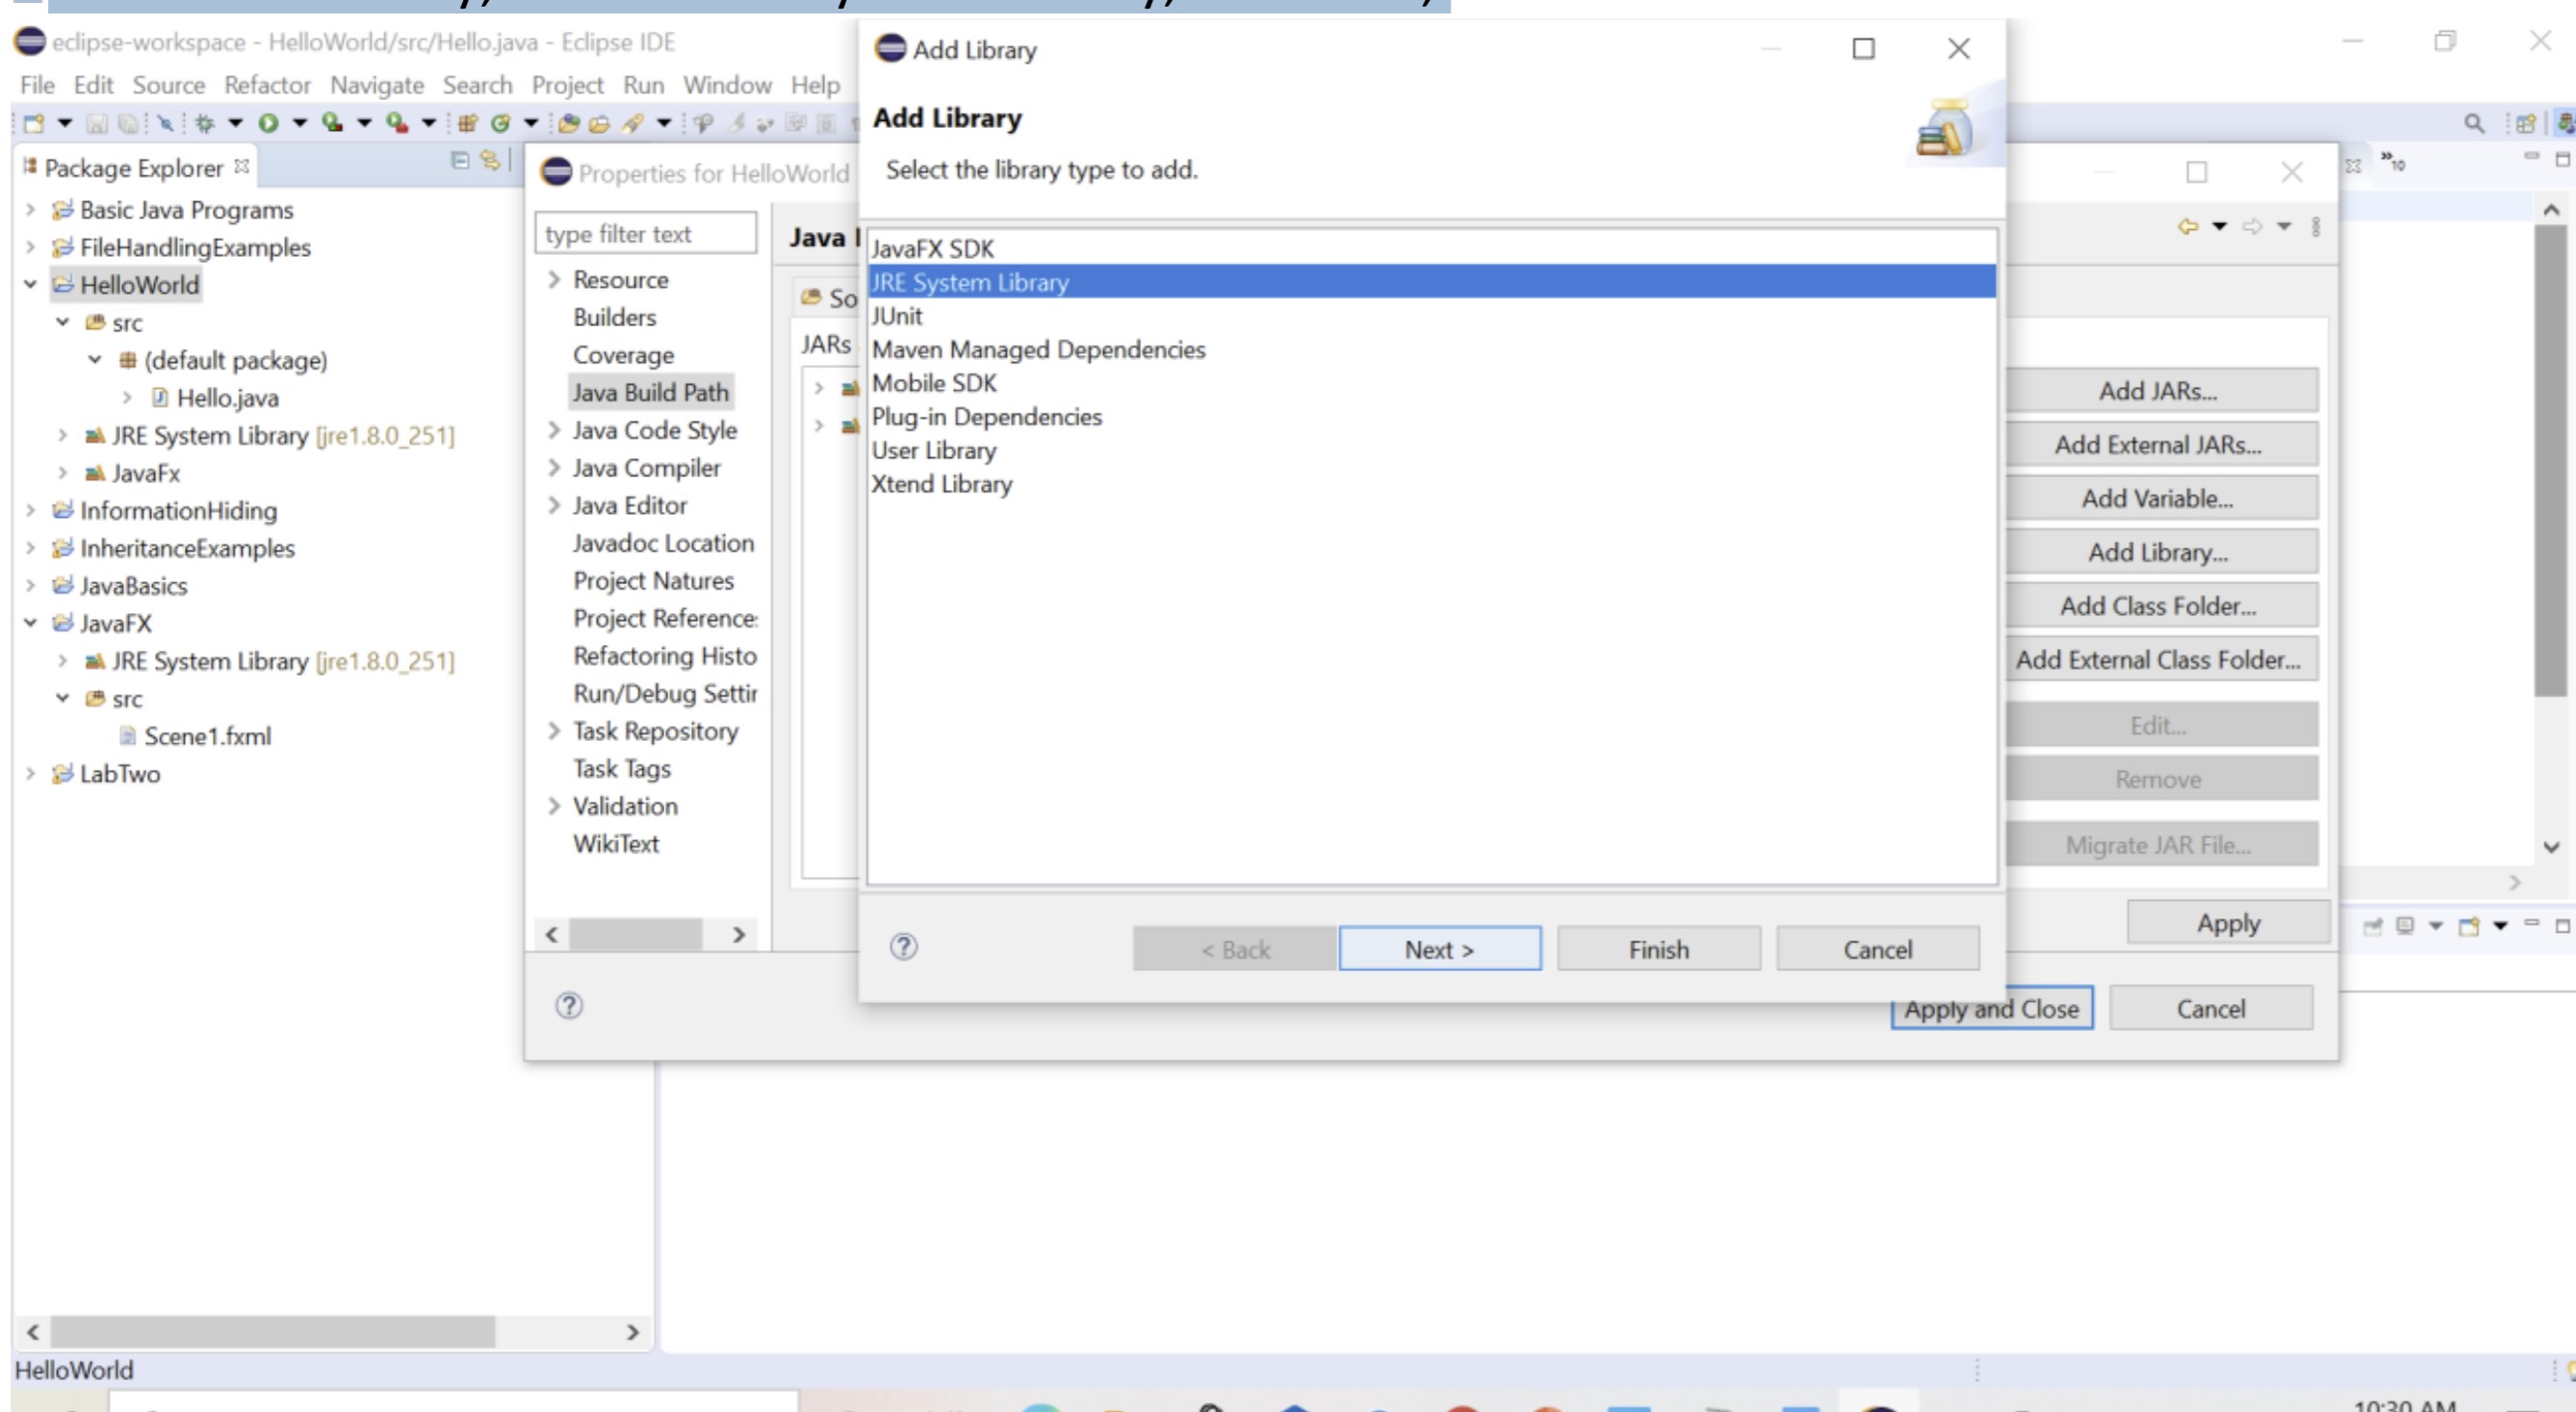 eclipse-workspace - HelloWorld/src/Hello.java - Eclipse IDE
File Edit Source Refactor Navigate Search Project Run Window Help
Package Explorer
Basic Java Programs
FileHandlingExamples
HelloWorld
src
(default package)
Hello.java
JRE System Library [jre1.8.0_251]
JavaFx
InformationHiding
InheritanceExamples
JavaBasics
JavaFX
JRE System Library [jre1.8.0_251]
src
Scene1.fxml
LabTwo
Properties for HelloWorld
type filter text
Resource
Builders
Coverage
Java Build Path
Java Code Style
Java Compiler
Java Editor
Javadoc Location
Project Natures
Project Reference
Refactoring Histo
Run/Debug Settin
Task Repository
Task Tags
Validation
WikiText
Java
So
JARs
Add Library
Add Library
Select the library type to add.
JavaFX SDK
JRE System Library
JUnit
Maven Managed Dependencies
Mobile SDK
Plug-in Dependencies
User Library
Xtend Library
< Back Next > Finish Cancel
»10
Add JARs...
Add External JARs...
Add Variable...
Add Library...
Add Class Folder...
Add External Class Folder...
Edit...
Remove
Migrate JAR File...
Apply
Apply and Close Cancel
HelloWorld
10:30 AM